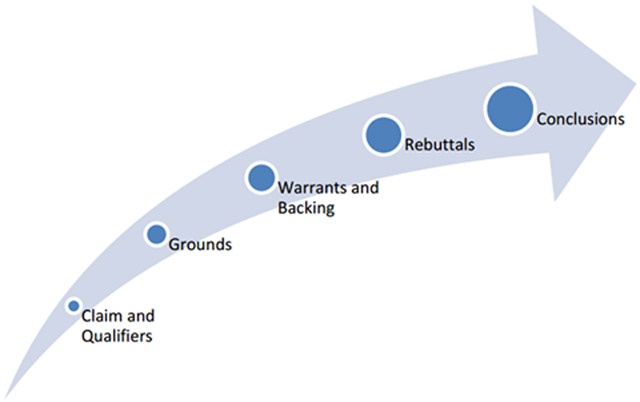 Conclusions
Rebuttals
Warrants and
Backing
Grounds
Claim and
Qualifiers